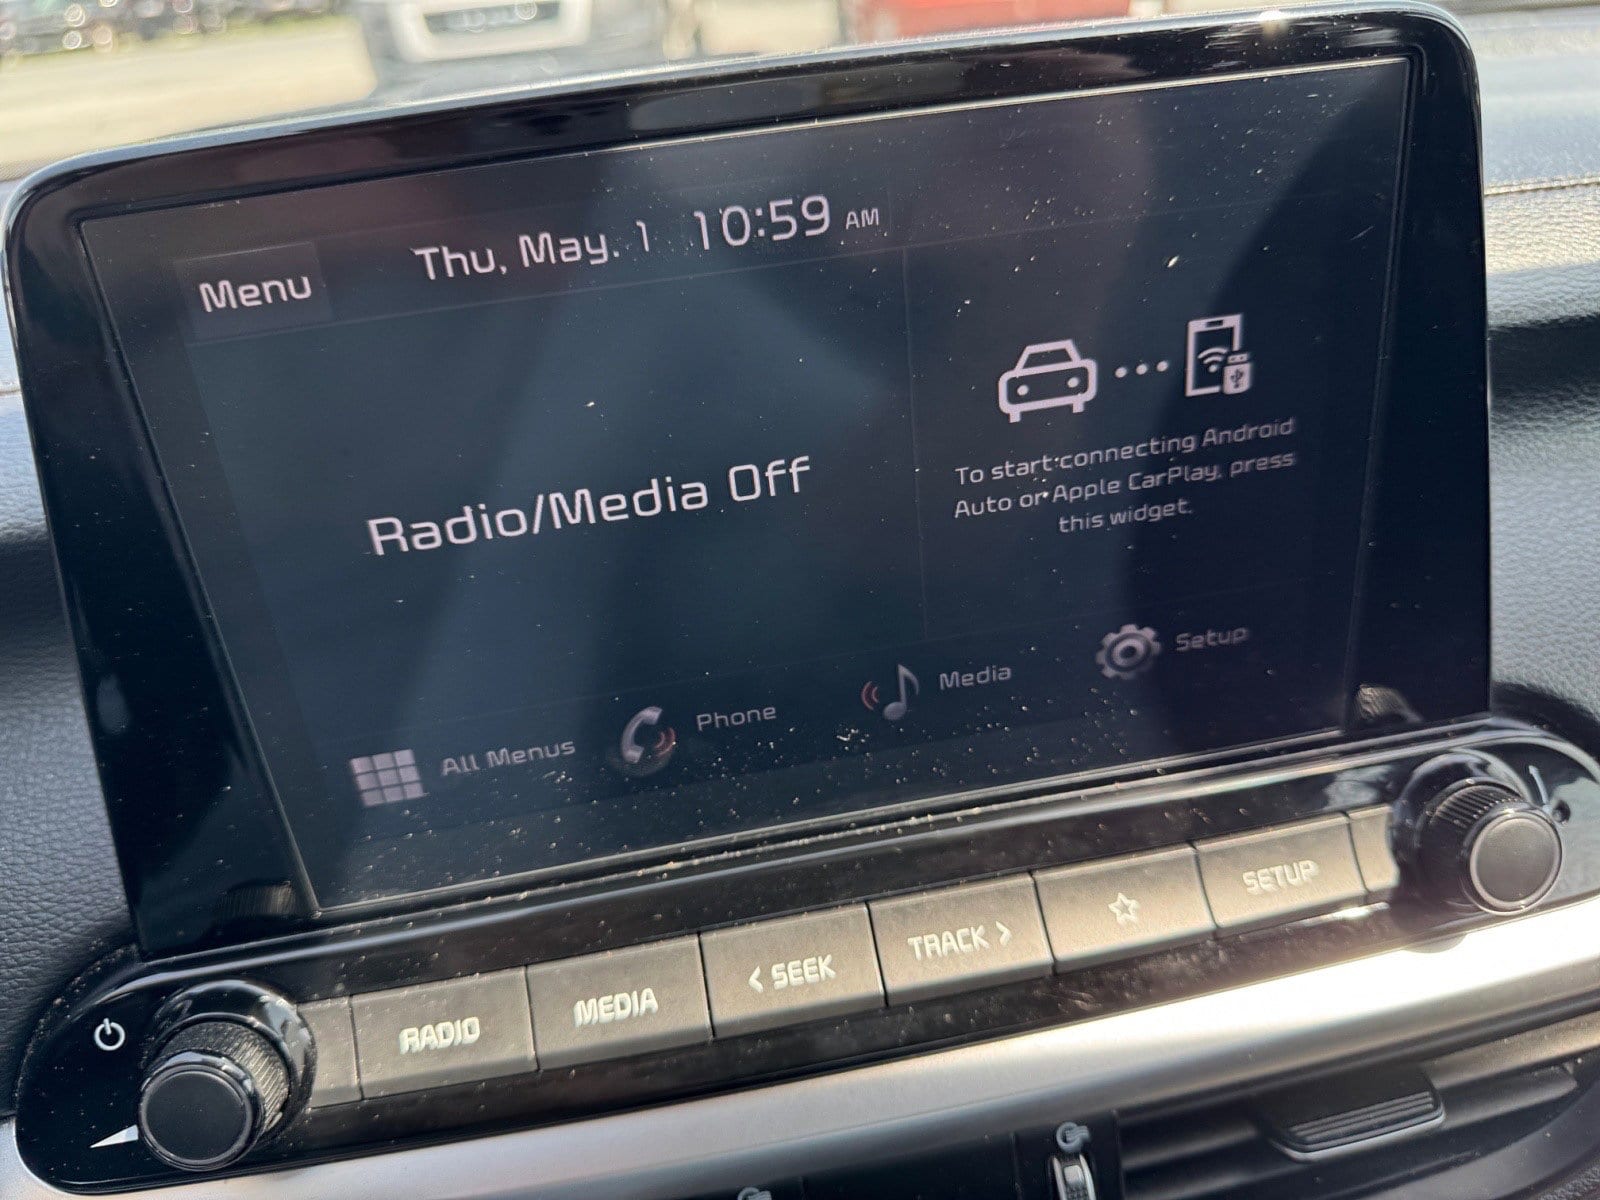 Menu
Thu, May. 1 10:59 AM
Radio/Media Off
To start connecting Android
Auto or Apple CarPlay, press
this widget.
All Menus
Phone
Media
Setup
RADIO
MEDIA
< SEEK
TRACK >
SETUP